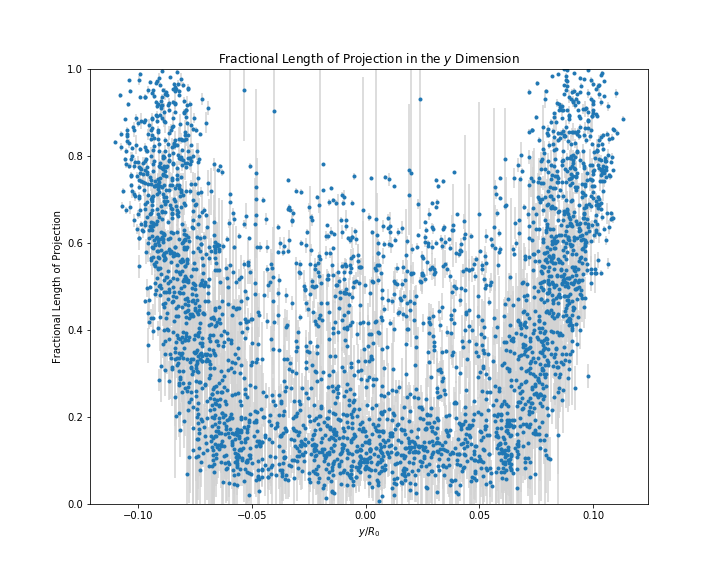 Fractional Length of Projection in the y Dimension
1.0
0.8
0.6
0.4
0.2
0.0
Fractional Length of Projection
−0.10 −0.05 0.00 0.05 0.10
y/R₀